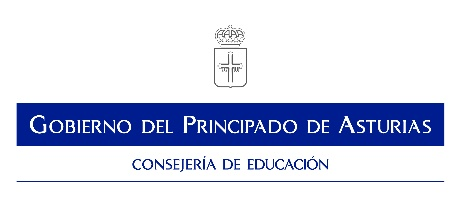 GOBIERNO DEL PRINCIPADO DE ASTURIAS
CONSEJERÍA DE EDUCACIÓN